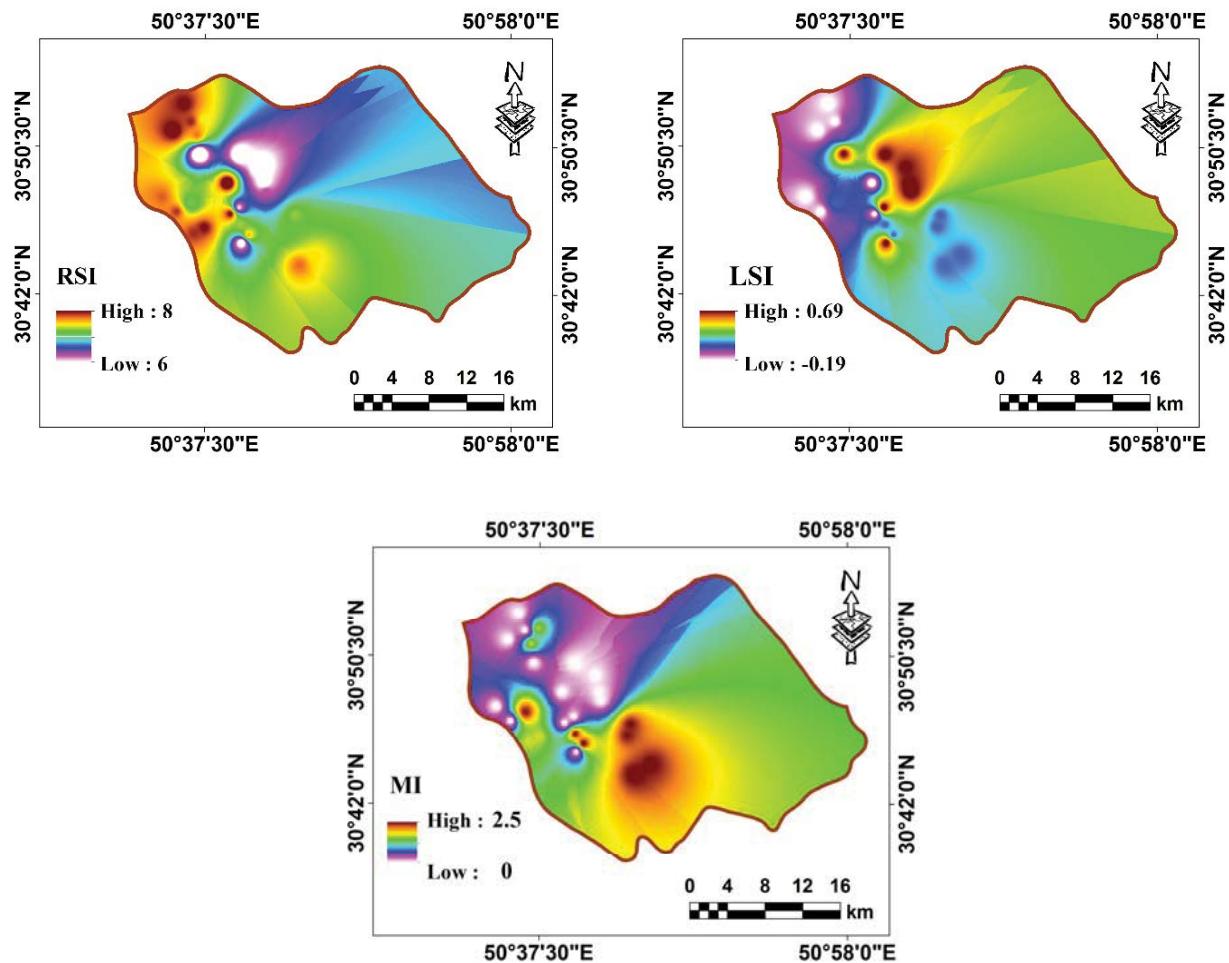 50°37'30"E 50°58'0"E
N
30°50'30"N 30°50'30"N
30°42'0"N 30°42'0"N
RSI
High : 8
Low : 6
0 4 8 12 16
km
50°37'30"E 50°58'0"E
50°37'30"E 50°58'0"E
N
30°50'30"N 30°50'30"N
30°42'0"N 30°42'0"N
LSI
High : 0.69
Low : -0.19
0 4 8 12 16
km
50°37'30"E 50°58'0"E
50°37'30"E 50°58'0"E
N
30°50'30"N 30°50'30"N
30°42'0"N 30°42'0"N
MI
High : 2.5
Low : 0
0 4 8 12 16
km
50°37'30"E 50°58'0"E